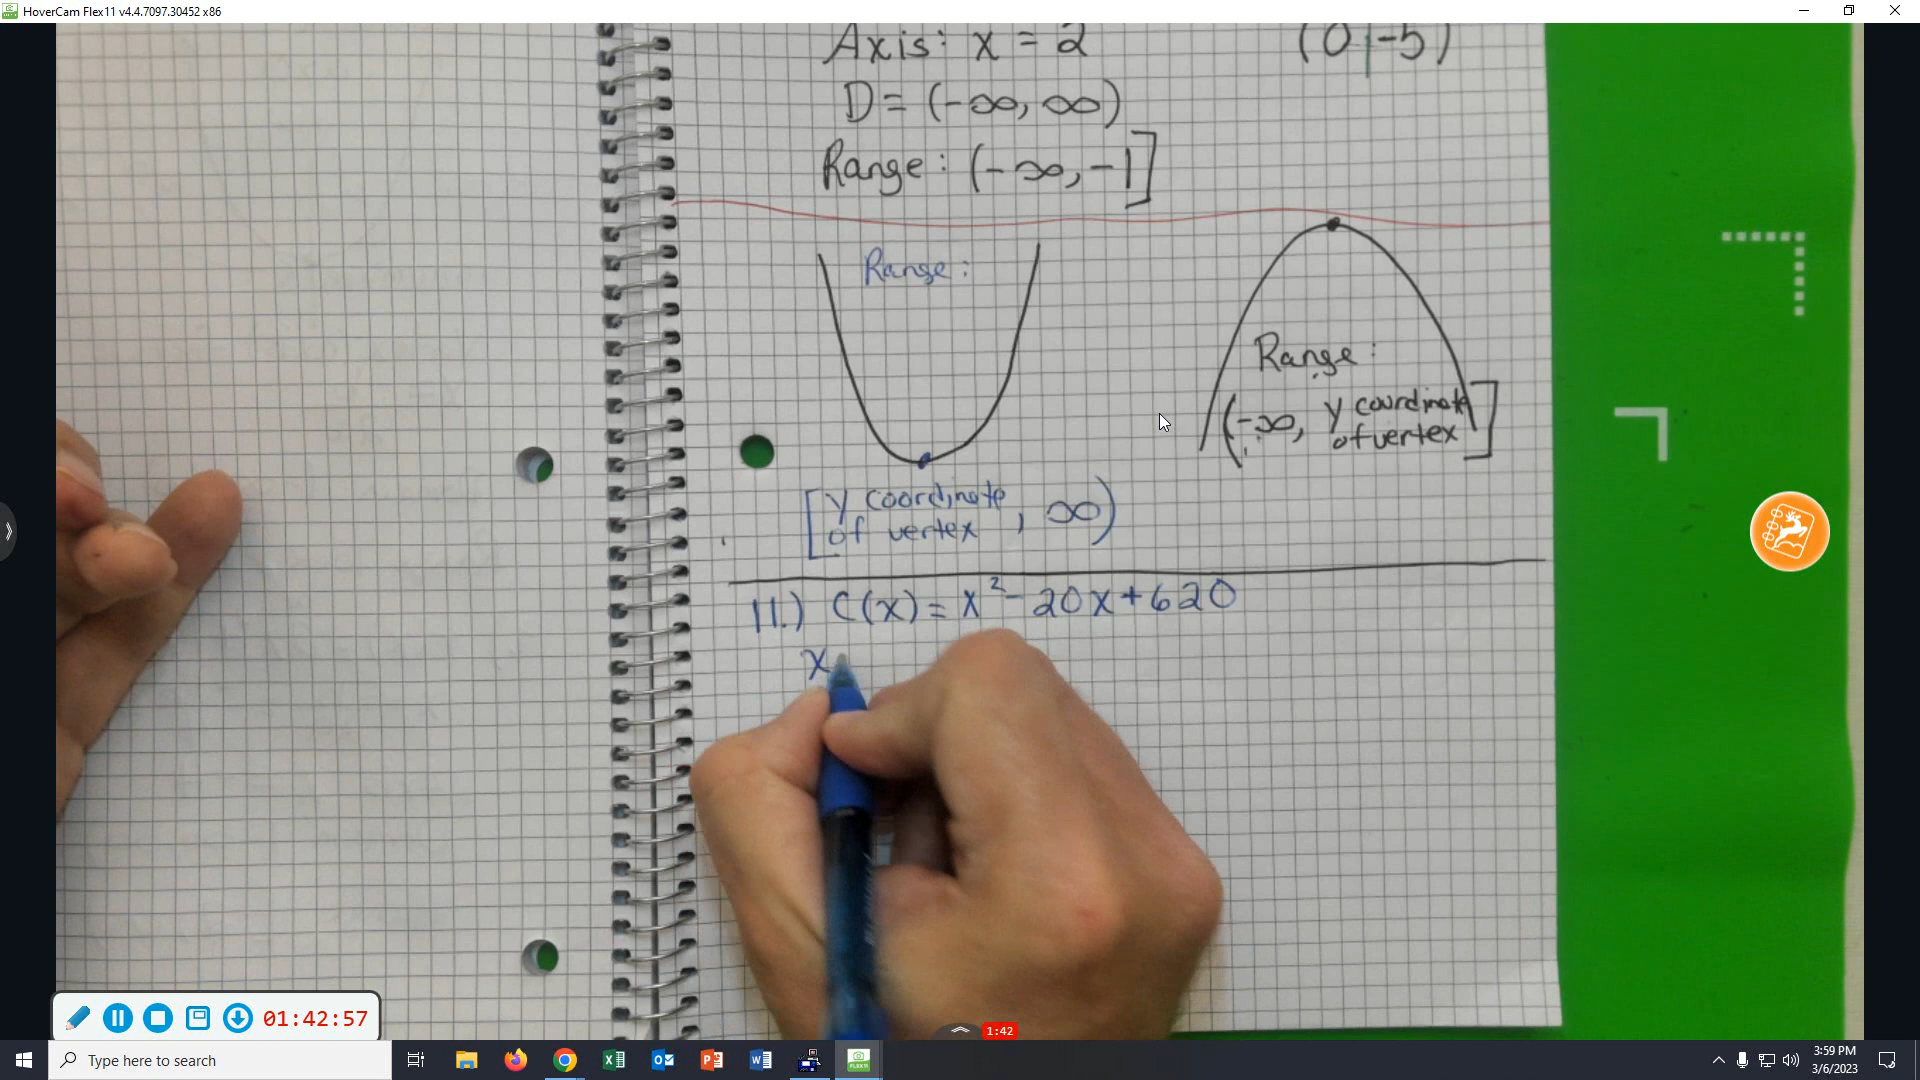 HoverCam Flex11 v4.4.7097.30452 x86
Axis: x = 2
(0,-5)
D = (-∞, ∞)
Range: (-∞, -1]
Range:
Range:
(-∞, y coordinate of vertex]
[y coordinate of vertex, ∞)
11.) C(x) = x² - 20x + 620
x
01:42:57
1:42
Type here to search
3:59 PM
3/6/2023